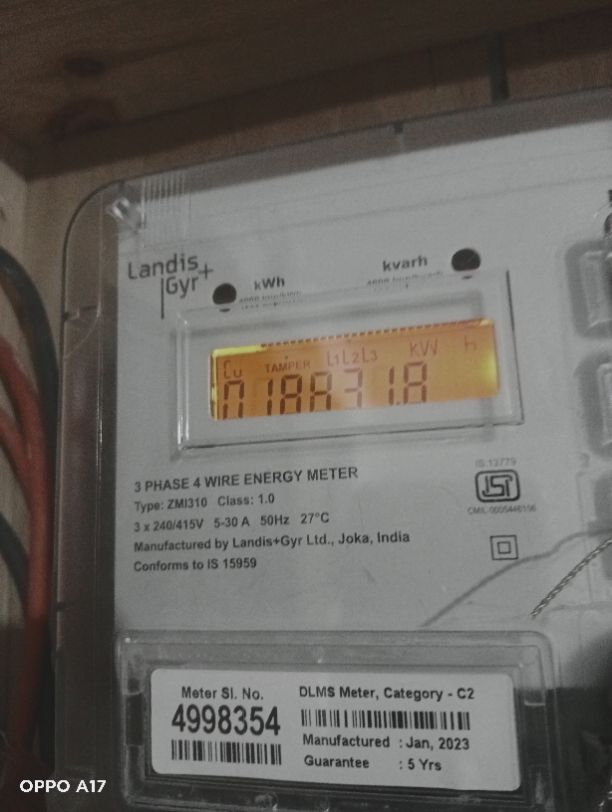 Landis
Gyr+
kWh
kvarh
Cu TAMPER L1L2L3 KW h
3 PHASE 4 WIRE ENERGY METER
Type: ZMI310 Class: 1.0
3 x 240/415V 5-30 A 50Hz 27°C
Manufactured by Landis+Gyr Ltd., Joka, India
Conforms to IS 15959
IS:13779
ISI
Meter Sl. No.
4998354
DLMS Meter, Category - C2
Manufactured : Jan, 2023
Guarantee : 5 Yrs
OPPO A17